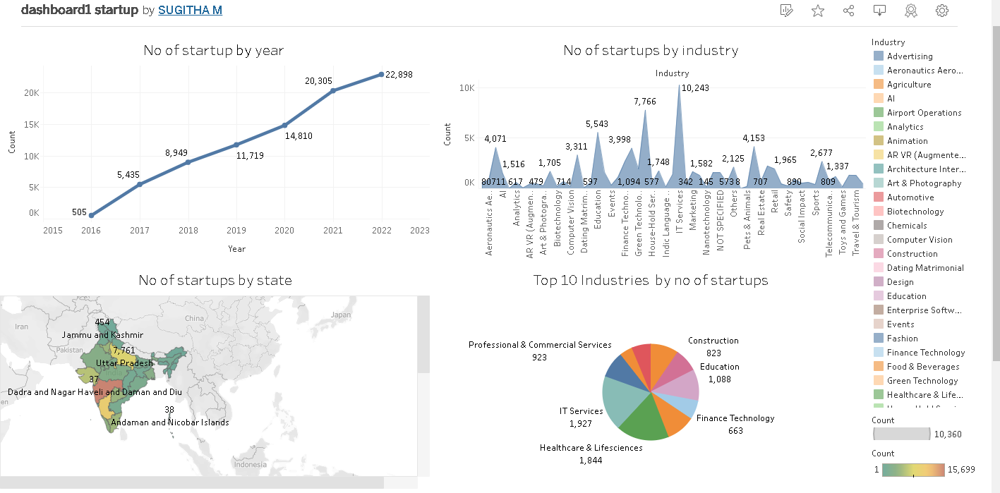 dashboard1 startup by SUGITHA M
No of startup by year
Count
20K
15K
10K
5K
0K
505
5,435
8,949
11,719
14,810
20,305
22,898
2015 2016 2017 2018 2019 2020 2021 2022 2023
Year
No of startups by industry
Industry
Count
10K
5K
0K
4,071
1,516
1,705
3,311
5,543
3,998
7,766
1,748
10,243
1,582
2,125
4,153
1,965
2,677
1,337
80711 617 479 714 597 1,094 577 342 145 5738 707 890 809
Aeronautics Ae..
AI
Analytics
AR VR (Augmen..
Art & Photogra..
Biotechnology
Computer Vision
Dating Matrim..
Education
Events
Finance Techno..
Green Technolo..
House-Hold Ser..
Indic Language ..
IT Services
Marketing
Nanotechnology
NOT SPECIFIED
Others
Pets & Animals
Real Estate
Retail
Safety
Social Impact
Sports
Telecommunica..
Toys and Games
Travel & Tourism
No of startups by state
Iran
China
Japan
Pakistan
India
Indonesia
en
454
Jammu and Kashmir
7,761
Uttar Pradesh
37
Dadra and Nagar Haveli and Daman and Diu
38
Andaman and Nicobar Islands
Top 10 Industries by no of startups
Professional & Commercial Services
923
Construction
823
Education
1,088
IT Services
1,927
Finance Technology
663
Healthcare & Lifesciences
1,844
Industry
Advertising
Aeronautics Aero...
Agriculture
AI
Airport Operations
Analytics
Animation
AR VR (Augmente...
Architecture Inter...
Art & Photography
Automotive
Biotechnology
Chemicals
Computer Vision
Construction
Dating Matrimonial
Design
Education
Enterprise Softw...
Events
Fashion
Finance Technology
Food & Beverages
Green Technology
Healthcare & Life...
Count
10,360
Count
1 15,699